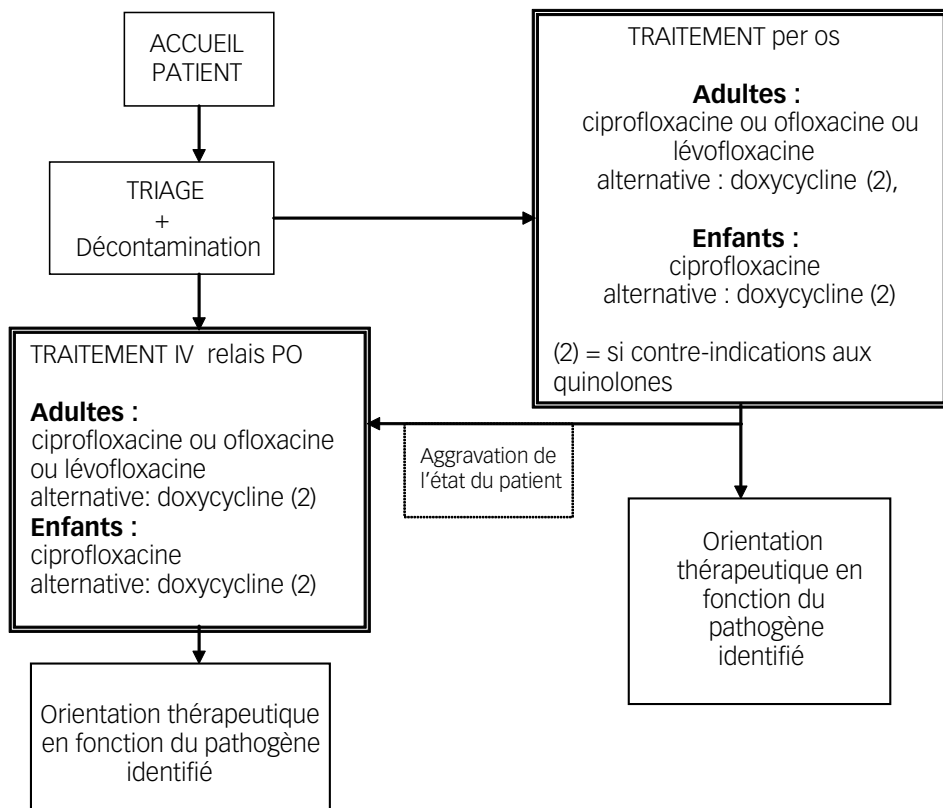 ACCUEIL
PATIENT
TRIAGE
+
Décontamination
TRAITEMENT per os
Adultes :
ciprofloxacine ou ofloxacine ou
lévofloxacine
alternative : doxycycline (2),
Enfants :
ciprofloxacine
alternative : doxycycline (2)
(2) = si contre-indications aux
quinolones
TRAITEMENT IV relais PO
Adultes :
ciprofloxacine ou ofloxacine
ou lévofloxacine
alternative: doxycycline (2)
Enfants :
ciprofloxacine
alternative: doxycycline (2)
Aggravation de
l'état du patient
Orientation
thérapeutique en
fonction du
pathogène
identifié
Orientation thérapeutique
en fonction du pathogène
identifié